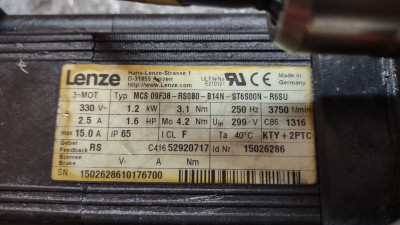 Lenze
Hans-Lenze-Strasse 1
D-31855 Aerzen
http://www.Lenze.com
Made in
Germany
3-MOT Typ MCS 09F38-RS0B0-B14N-ST6S00N-R6SU
330 V~ 1.2 kW 3.1 Nm 250 Hz 3750 1/min
2.5 A 1.6 HP Mo 4.2 Nm Uin 299 V C86 1316
max 15.0 A IP 65 I.CL F Ta 40°C KTY+2PTC
Geber
Feedback RS C416 52920717 Id.Nr 15026286
Bremse
Brake V- A Nm
SN 1502628610176700